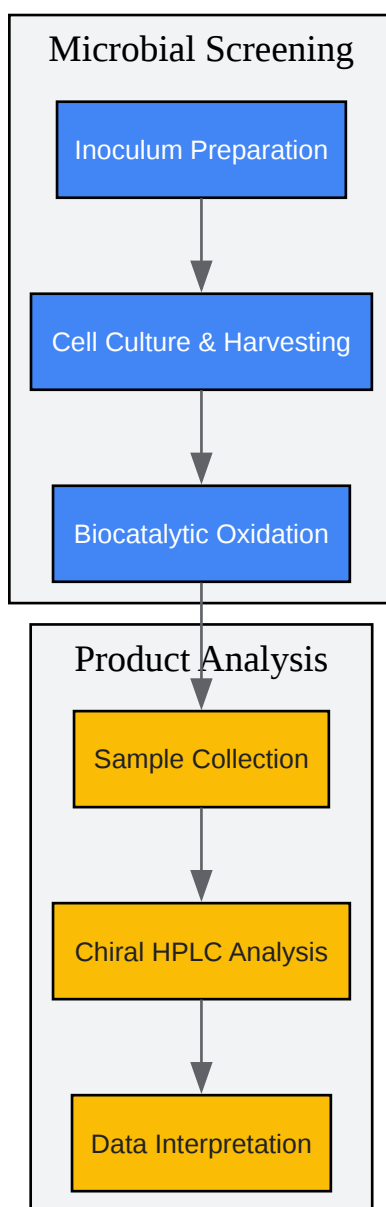 Microbial Screening
Inoculum Preparation
Cell Culture & Harvesting
Biocatalytic Oxidation
Product Analysis
Sample Collection
Chiral HPLC Analysis
Data Interpretation